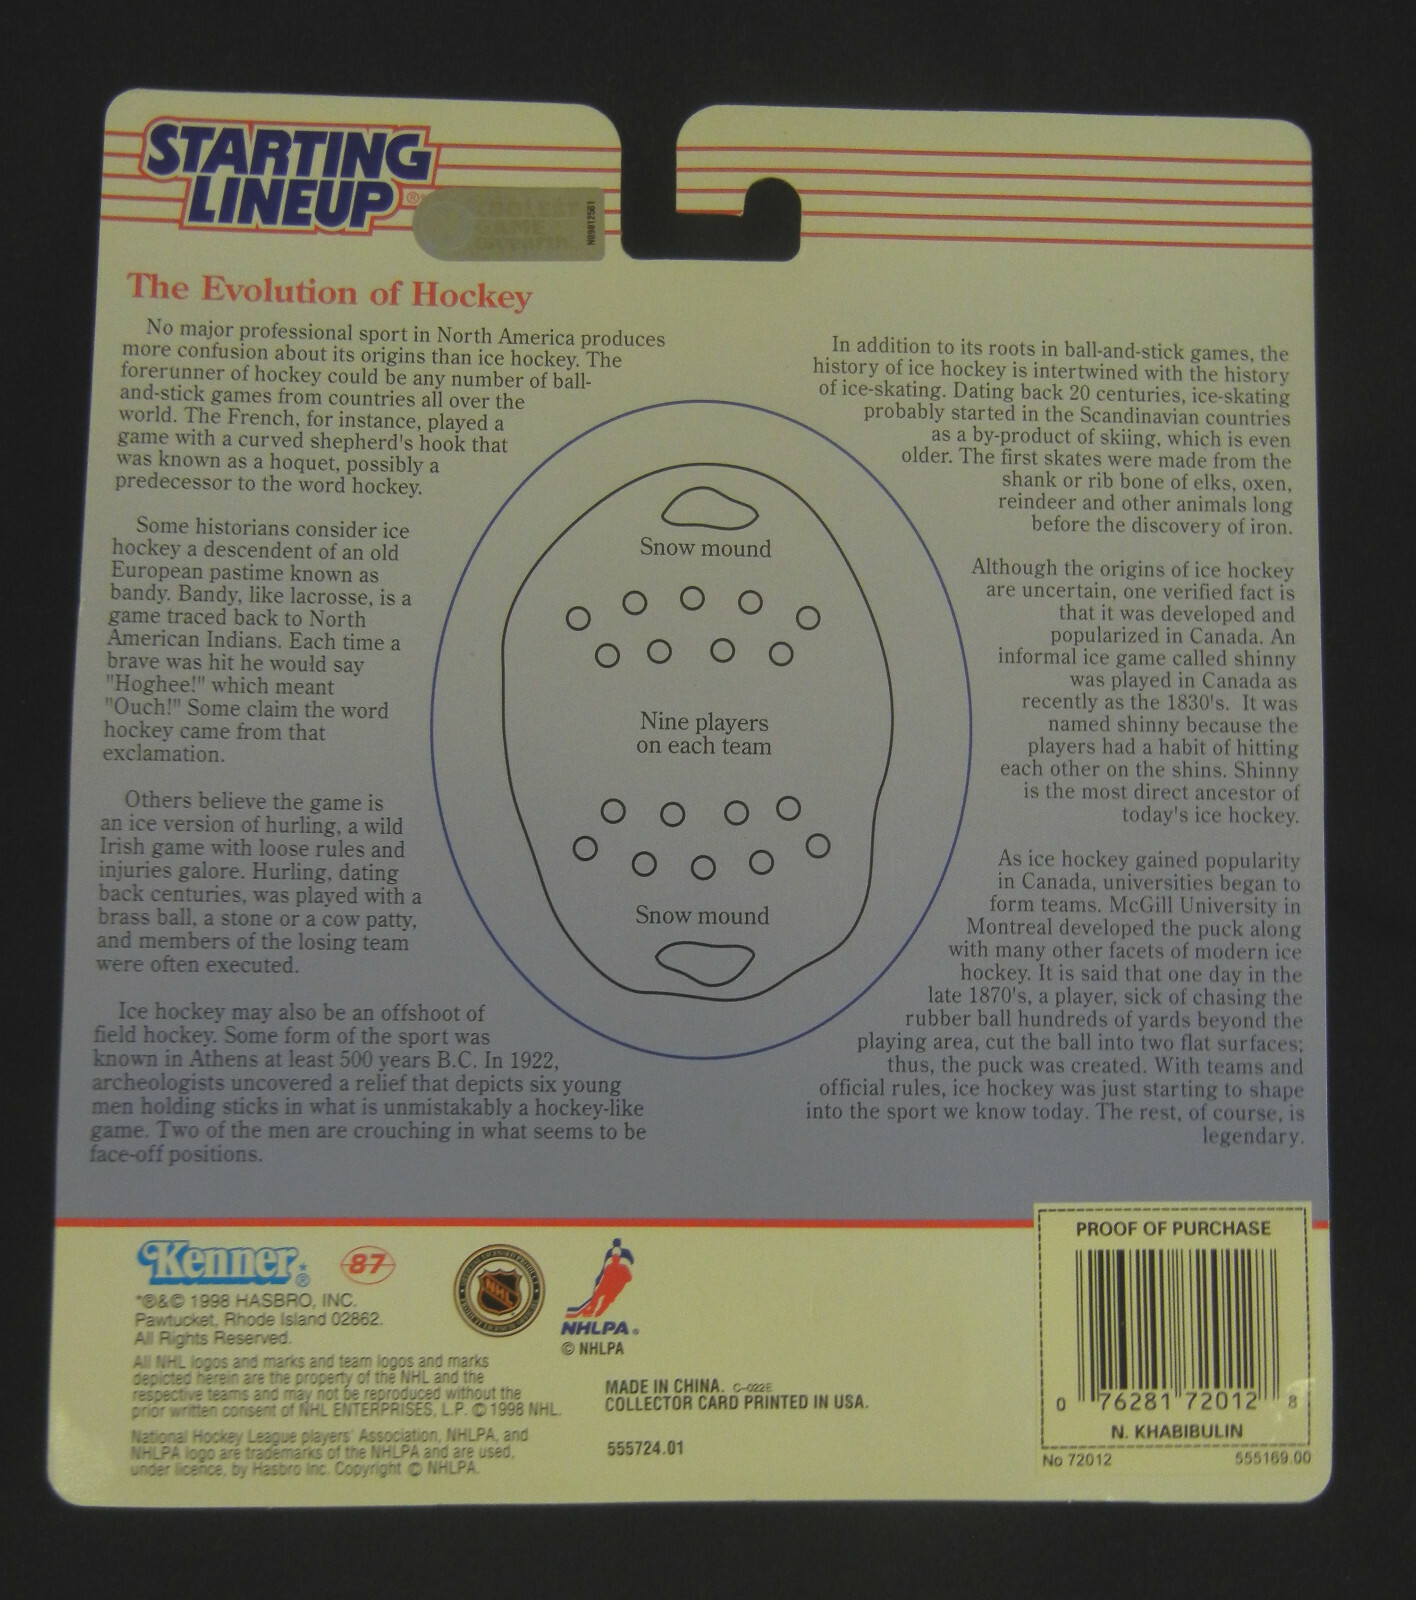 STARTING
LINEUP®
COOLEST
GAME
The Evolution of Hockey
No major professional sport in North America produces
more confusion about its origins than ice hockey. The
forerunner of hockey could be any number of ball-
and-stick games from countries all over the
world. The French, for instance, played a
game with a curved shepherd's hook that
was known as a hoquet, possibly a
predecessor to the word hockey.
Some historians consider ice
hockey a descendent of an old
European pastime known as
bandy. Bandy, like lacrosse, is a
game traced back to North
American Indians. Each time a
brave was hit he would say
"Hoghee!" which meant
"Ouch!" Some claim the word
hockey came from that
exclamation.
Others believe the game is
an ice version of hurling, a wild
Irish game with loose rules and
injuries galore. Hurling, dating
back centuries, was played with a
brass ball, a stone or a cow patty,
and members of the losing team
were often executed.
Ice hockey may also be an offshoot of
field hockey. Some form of the sport was
known in Athens at least 500 years B.C. In 1922,
archeologists uncovered a relief that depicts six young
men holding sticks in what is unmistakably a hockey-like
game. Two of the men are crouching in what seems to be
face-off positions.
Snow mound
Nine players
on each team
Snow mound
In addition to its roots in ball-and-stick games, the
history of ice hockey is intertwined with the history
of ice-skating. Dating back 20 centuries, ice-skating
probably started in the Scandinavian countries
as a by-product of skiing, which is even
older. The first skates were made from the
shank or rib bone of elks, oxen,
reindeer and other animals long
before the discovery of iron.
Although the origins of ice hockey
are uncertain, one verified fact is
that it was developed and
popularized in Canada. An
informal ice game called shinny
was played in Canada as
recently as the 1830's. It was
named shinny because the
players had a habit of hitting
each other on the shins. Shinny
is the most direct ancestor of
today's ice hockey.
As ice hockey gained popularity
in Canada, universities began to
form teams. McGill University in
Montreal developed the puck along
with many other facets of modern ice
hockey. It is said that one day in the
late 1870's, a player, sick of chasing the
rubber ball hundreds of yards beyond the
playing area, cut the ball into two flat surfaces;
thus, the puck was created. With teams and
official rules, ice hockey was just starting to shape
into the sport we know today. The rest, of course, is
legendary.
Kenner*®
87
*®&© 1998 HASBRO, INC.
Pawtucket, Rhode Island 02862.
All Rights Reserved.
All NHL logos and marks and team logos and marks
depicted herein are the property of the NHL and the
respective teams and may not be reproduced without the
prior written consent of NHL ENTERPRISES, L.P. © 1998 NHL.
National Hockey League players' Association, NHLPA, and
NHLPA logo are trademarks of the NHLPA and are used,
under licence, by Hasbro Inc. Copyright © NHLPA.
NHL
NHLPA®
© NHLPA
MADE IN CHINA. C-022E
COLLECTOR CARD PRINTED IN USA.
555724.01
PROOF OF PURCHASE
0 76281 72012 8
N. KHABIBULIN
No 72012 555169.00